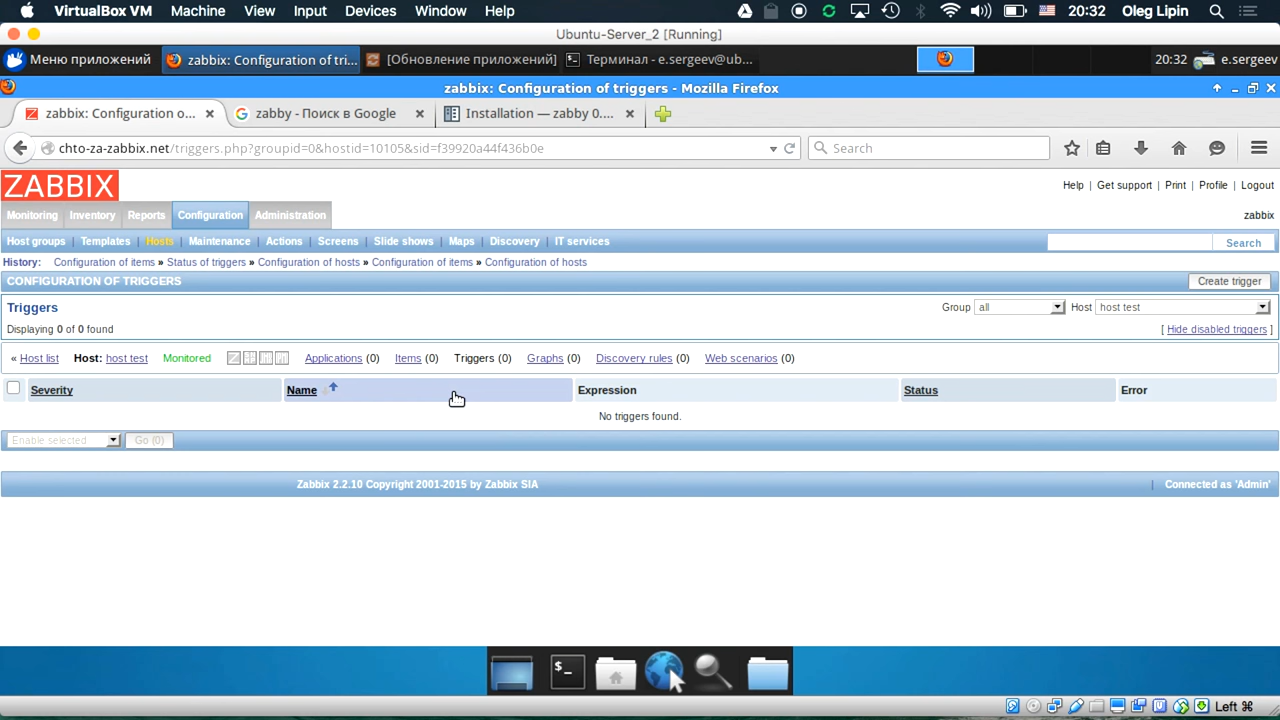 VirtualBox VM Machine View Input Devices Window Help 20:32 Oleg Lipin
Ubuntu-Server_2 [Running]
Меню приложений zabbix: Configuration of tri... [Обновление приложений] Терминал - e.sergeev@ub... 20:32 e.sergeev
zabbix: Configuration of triggers - Mozilla Firefox
zabbix: Configuration o... zabby - Поиск в Google Installation — zabby 0....
chto-za-zabbix.net/triggers.php?groupid=0&hostid=10105&sid=f39920a44f436b0e Search
ZABBIX Help | Get support | Print | Profile | Logout
Monitoring Inventory Reports Configuration Administration zabbix
Host groups | Templates | Hosts | Maintenance | Actions | Screens | Slide shows | Maps | Discovery | IT services Search
History: Configuration of items » Status of triggers » Configuration of hosts » Configuration of items » Configuration of hosts
CONFIGURATION OF TRIGGERS Create trigger
Triggers Group all Host host test
Displaying 0 of 0 found [ Hide disabled triggers ]
« Host list Host: host test Monitored Applications (0) Items (0) Triggers (0) Graphs (0) Discovery rules (0) Web scenarios (0)
Severity Name Expression Status Error
No triggers found.
Enable selected Go (0)
Zabbix 2.2.10 Copyright 2001-2015 by Zabbix SIA | Connected as 'Admin'
$_
Left ⌘